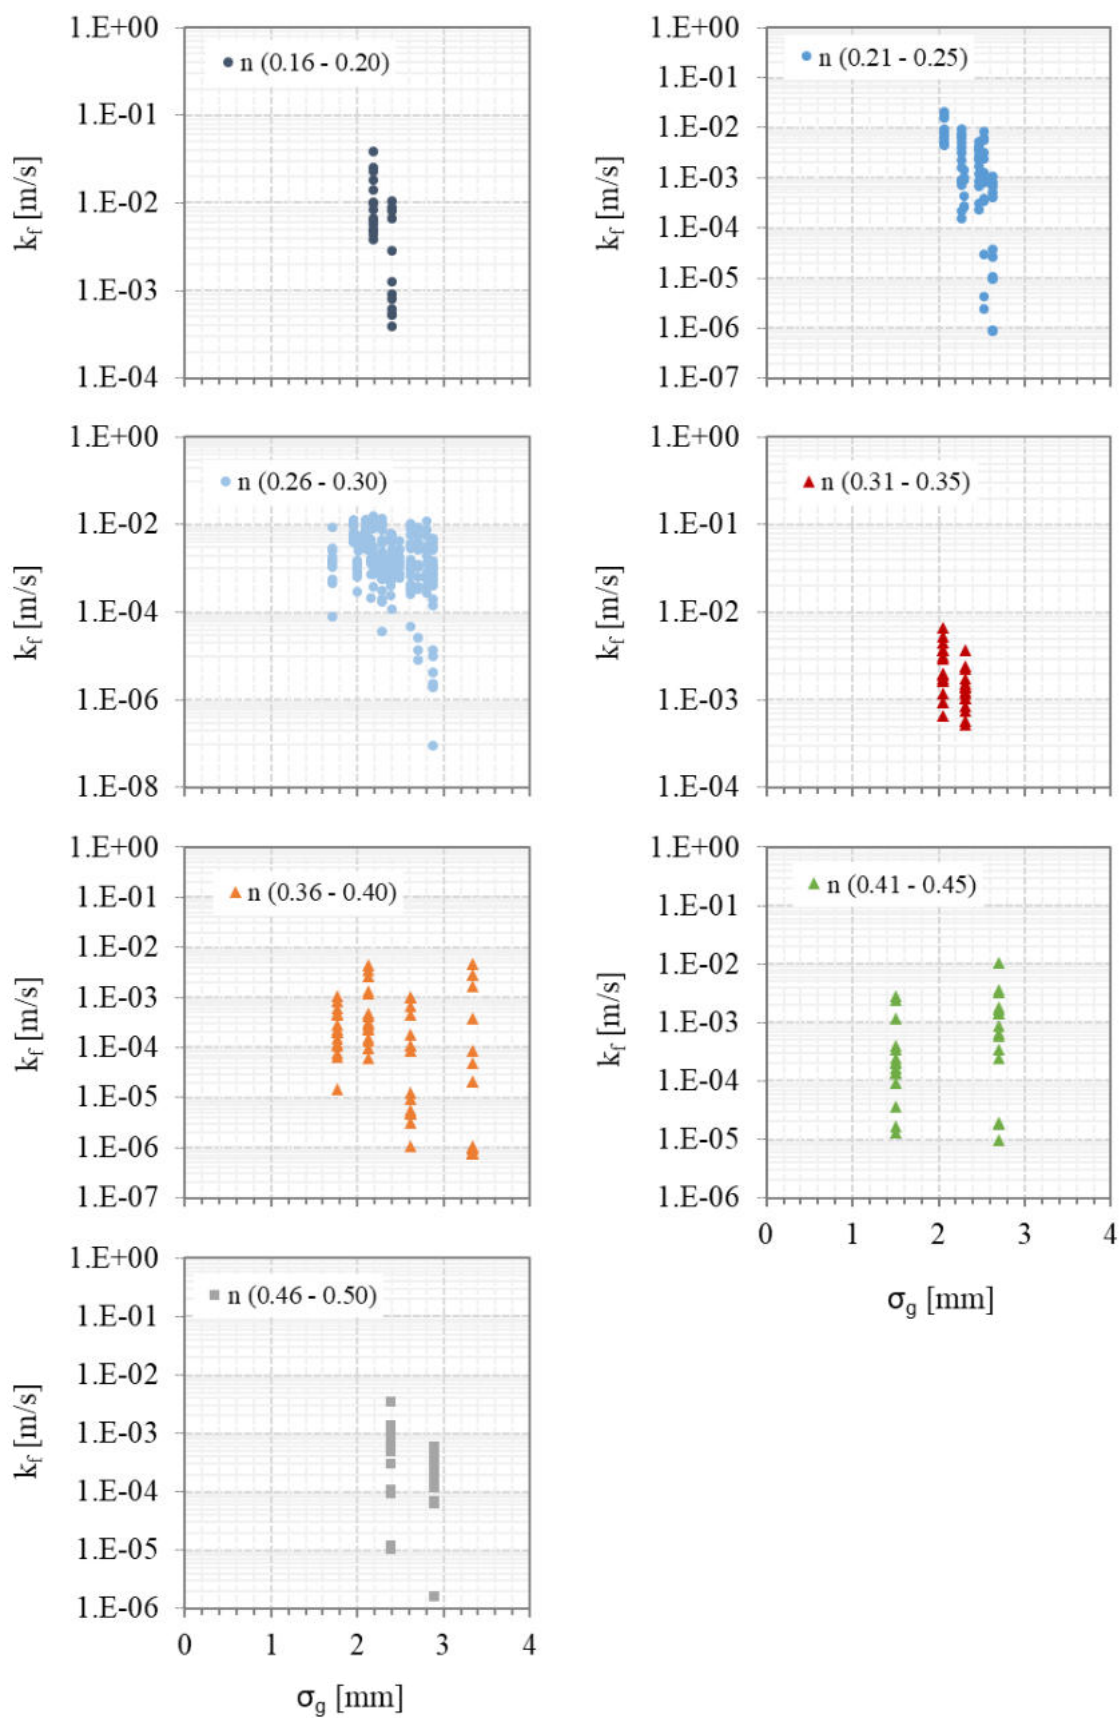 1.E+00
n (0.16 - 0.20)
1.E-01
1.E-02
1.E-03
1.E-04
k_f [m/s]
1.E+00
n (0.21 - 0.25)
1.E-01
1.E-02
1.E-03
1.E-04
1.E-05
1.E-06
1.E-07
k_f [m/s]
1.E+00
n (0.26 - 0.30)
1.E-02
1.E-04
1.E-06
1.E-08
k_f [m/s]
1.E+00
n (0.31 - 0.35)
1.E-01
1.E-02
1.E-03
1.E-04
k_f [m/s]
1.E+00
n (0.36 - 0.40)
1.E-01
1.E-02
1.E-03
1.E-04
1.E-05
1.E-06
1.E-07
k_f [m/s]
1.E+00
n (0.41 - 0.45)
1.E-01
1.E-02
1.E-03
1.E-04
1.E-05
1.E-06
k_f [m/s]
0 1 2 3 4
σ_g [mm]
1.E+00
n (0.46 - 0.50)
1.E-01
1.E-02
1.E-03
1.E-04
1.E-05
1.E-06
k_f [m/s]
0 1 2 3 4
σ_g [mm]